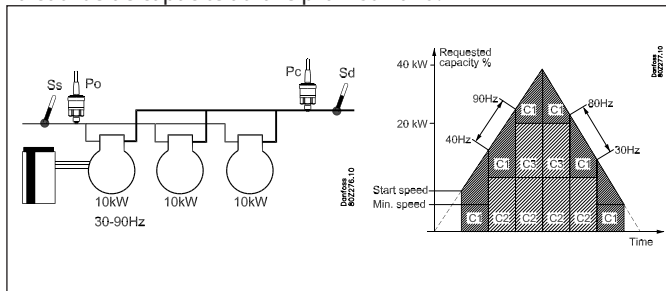 Ss
Po
Pc
Sd
10kW
10kW
10kW
30-90Hz
Danfoss
80Z276.10
Requested
capacity %
40 kW
20 kW
Start speed
Min. speed
90Hz
40Hz
80Hz
30Hz
C1
C1
C1
C3
C3
C1
C1
C2
C2
C2
C2
C1
Time
Danfoss
80Z277.10